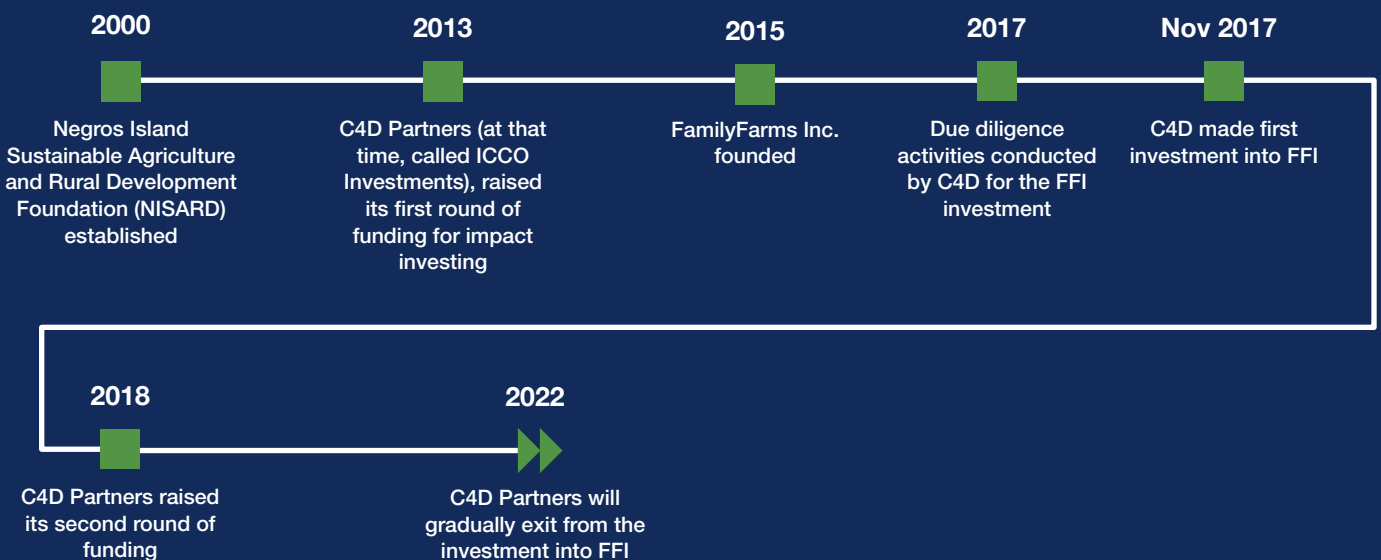 2000
Negros Island
Sustainable Agriculture
and Rural Development
Foundation (NISARD)
established
2013
C4D Partners (at that
time, called ICCO
Investments), raised
its first round of
funding for impact
investing
2015
FamilyFarms Inc.
founded
2017
Due diligence
activities conducted
by C4D for the FFI
investment
Nov 2017
C4D made first
investment into FFI
2018
C4D Partners raised
its second round of
funding
2022
C4D Partners will
gradually exit from the
investment into FFI